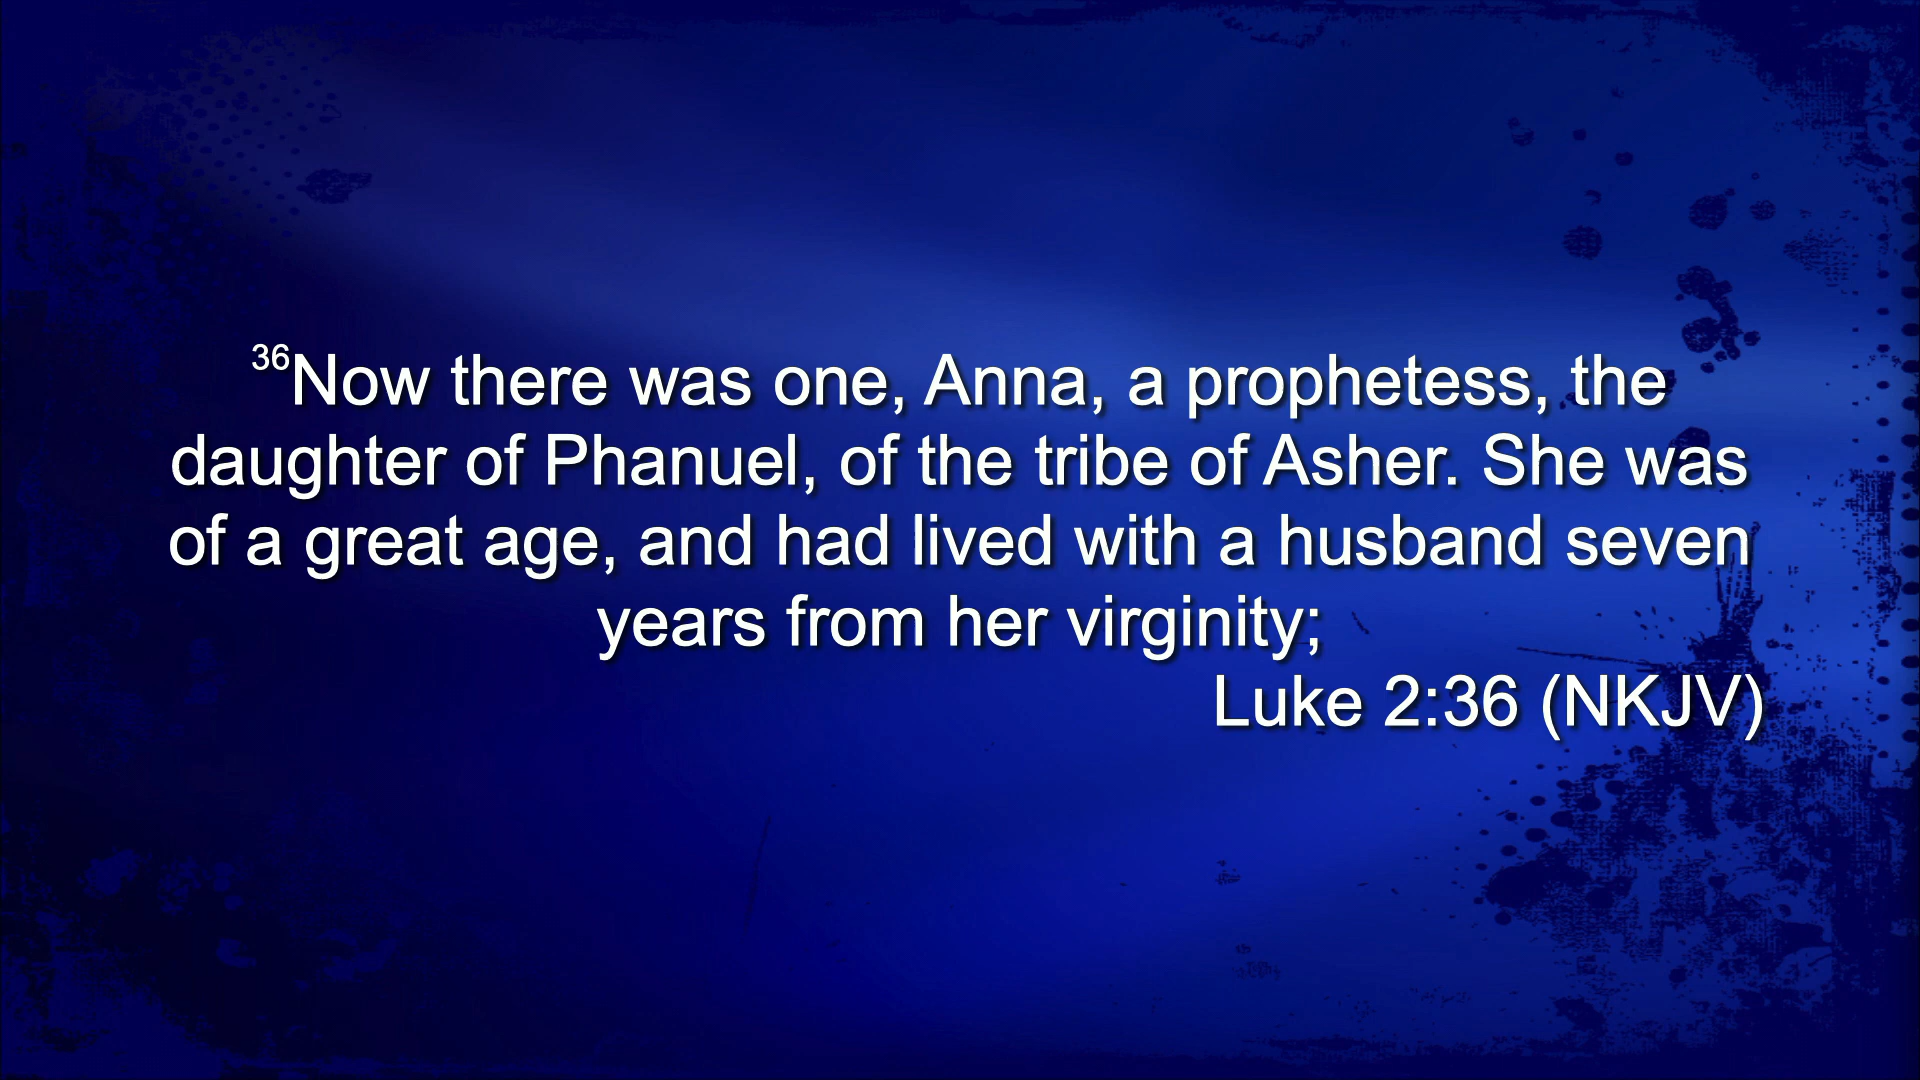 36Now there was one, Anna, a prophetess, the
daughter of Phanuel, of the tribe of Asher. She was
of a great age, and had lived with a husband seven
years from her virginity;
Luke 2:36 (NKJV)